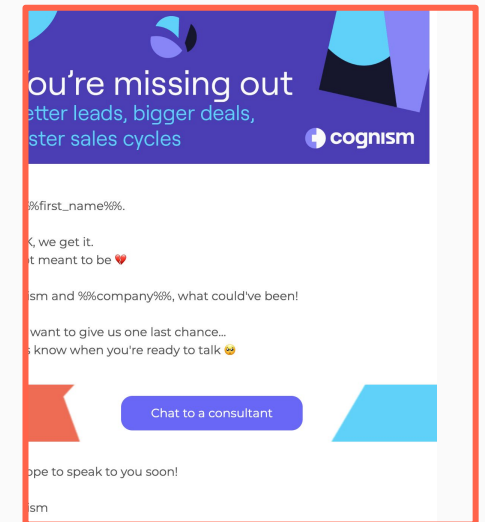 ou're missing out
etter leads, bigger deals,
ster sales cycles
cognism
%first_name%%.
, we get it.
t meant to be 💔
ism and %%company%%, what could've been!
want to give us one last chance...
s know when you're ready to talk 🥹
Chat to a consultant
ope to speak to you soon!
ism